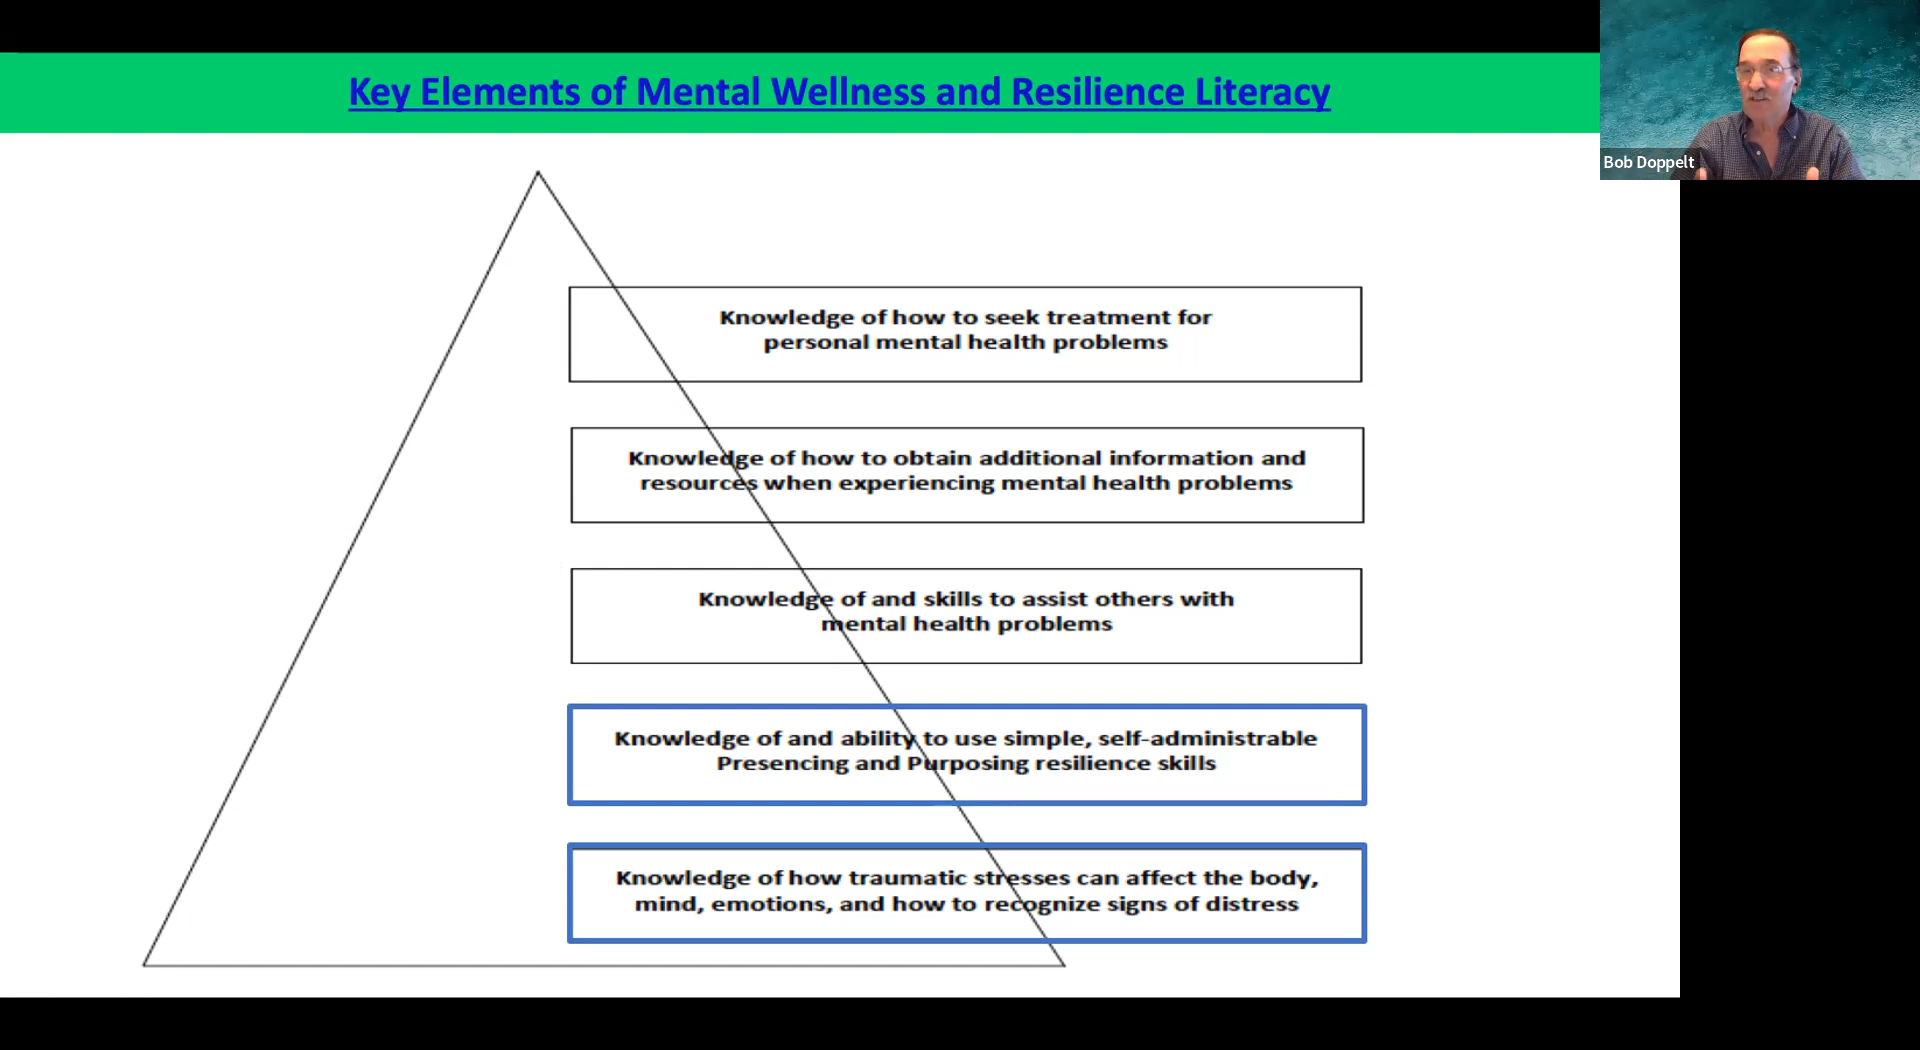 Key Elements of Mental Wellness and Resilience Literacy
Bob Doppelt
Knowledge of how to seek treatment for
personal mental health problems
Knowledge of how to obtain additional information and
resources when experiencing mental health problems
Knowledge of and skills to assist others with
mental health problems
Knowledge of and ability to use simple, self-administrable
Presencing and Purposing resilience skills
Knowledge of how traumatic stresses can affect the body,
mind, emotions, and how to recognize signs of distress